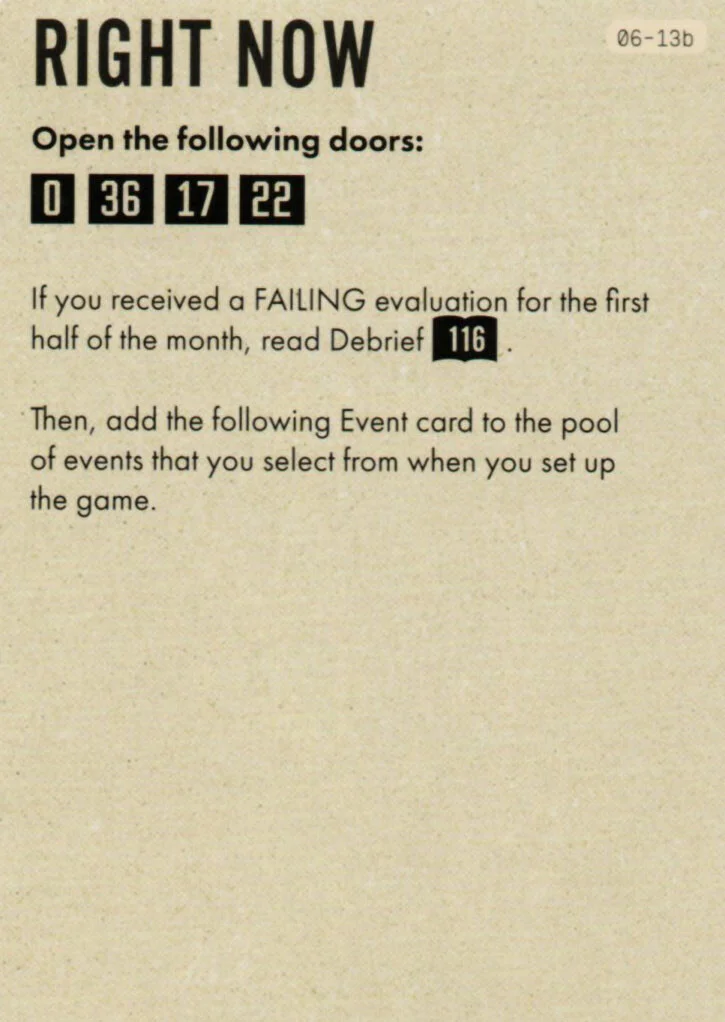 RIGHT NOW
06-13b
Open the following doors:
0 36 17 22
If you received a FAILING evaluation for the first
half of the month, read Debrief 116 .
Then, add the following Event card to the pool
of events that you select from when you set up
the game.